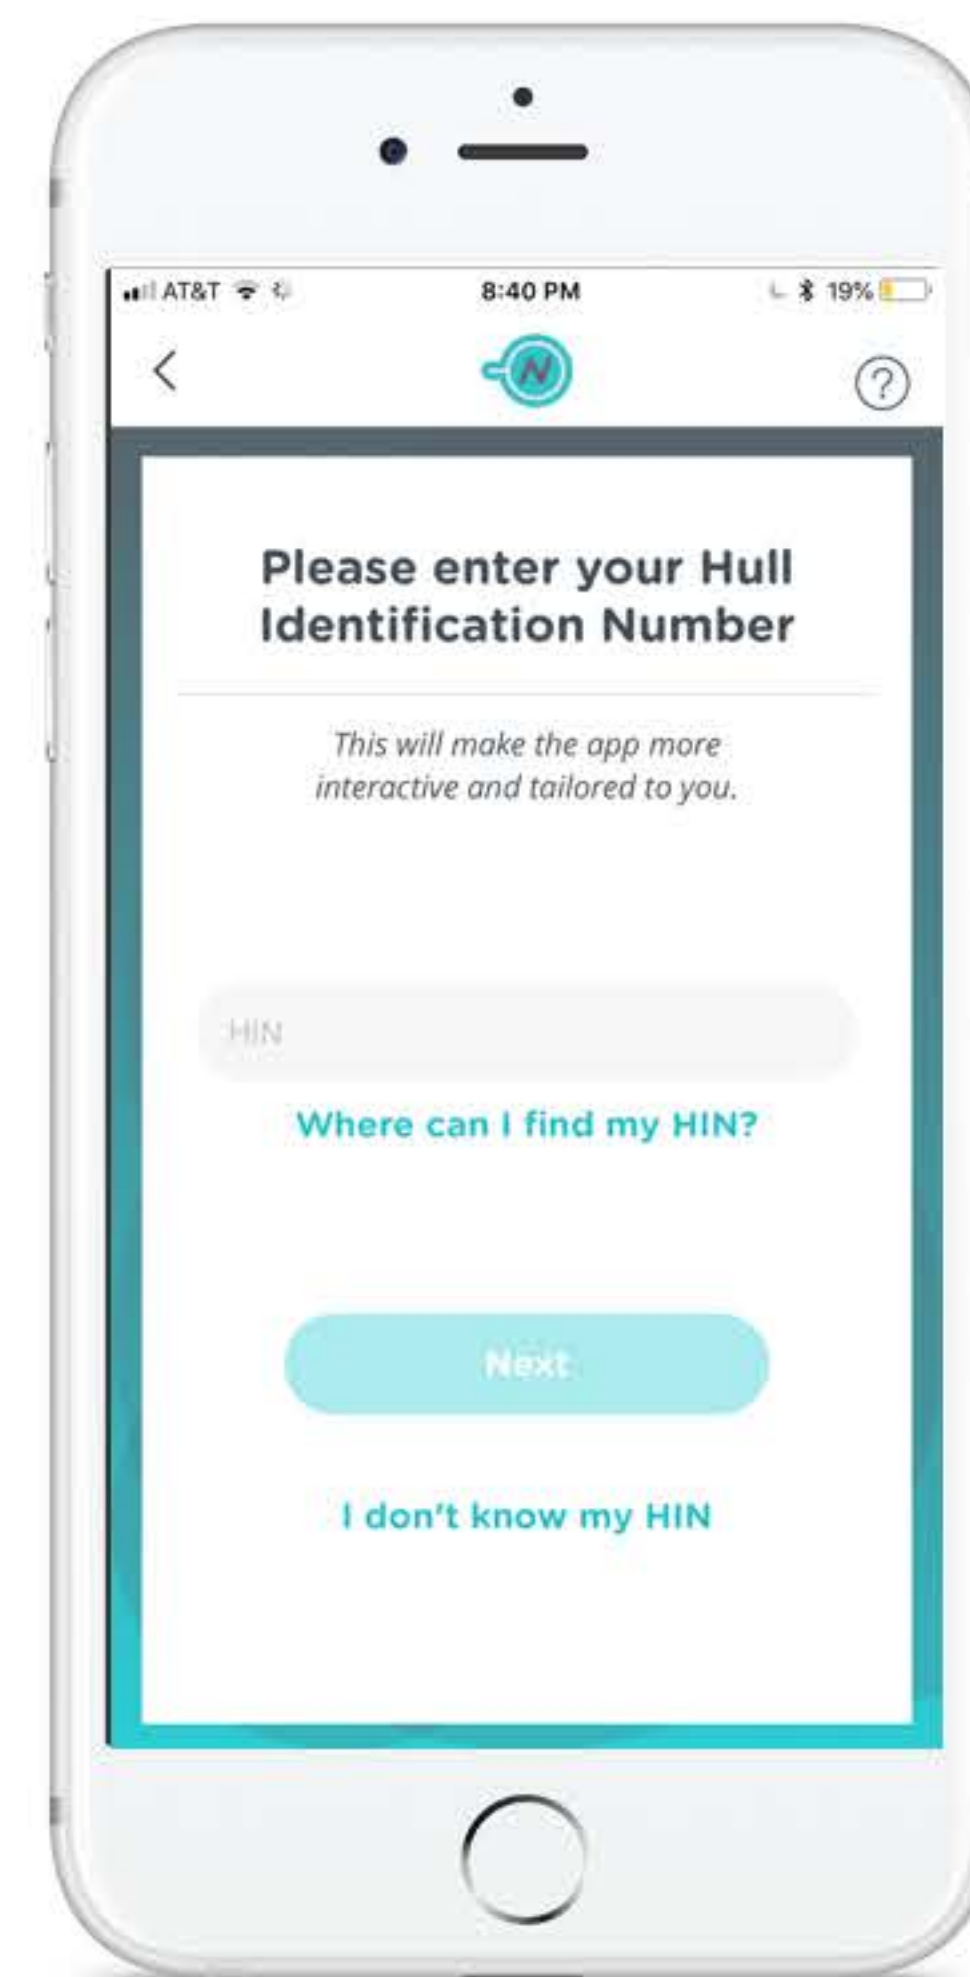 AT&T 8:40 PM 19%
N
?
Please enter your Hull
Identification Number
This will make the app more
interactive and tailored to you.
HIN
Where can I find my HIN?
Next
I don't know my HIN